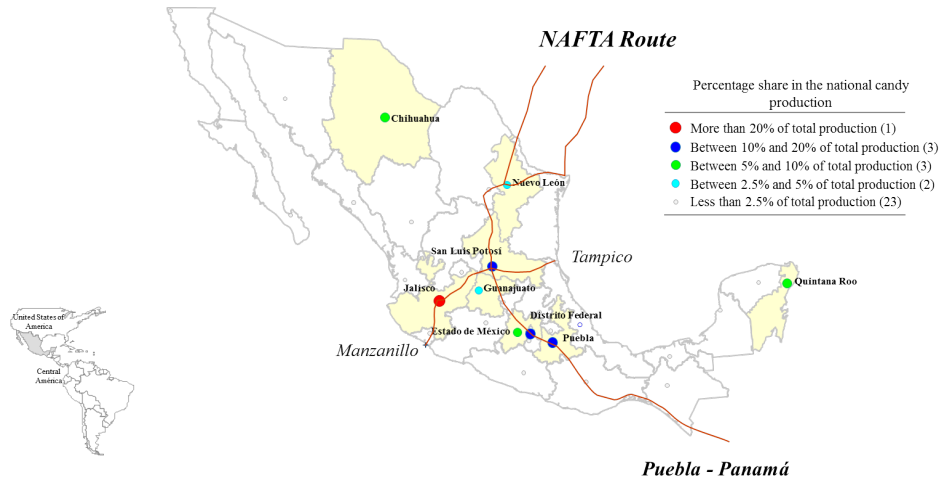 NAFTA Route
Percentage share in the national candy
production
More than 20% of total production (1)
Between 10% and 20% of total production (3)
Between 5% and 10% of total production (3)
Between 2.5% and 5% of total production (2)
Less than 2.5% of total production (23)
Chihuahua
Nuevo León
San Luis Potosí
Tampico
Jalisco
Guanajuato
Quintana Roo
Distrito Federal
Estado de México
Puebla
Manzanillo
United States of
America
Central
América
Puebla - Panamá